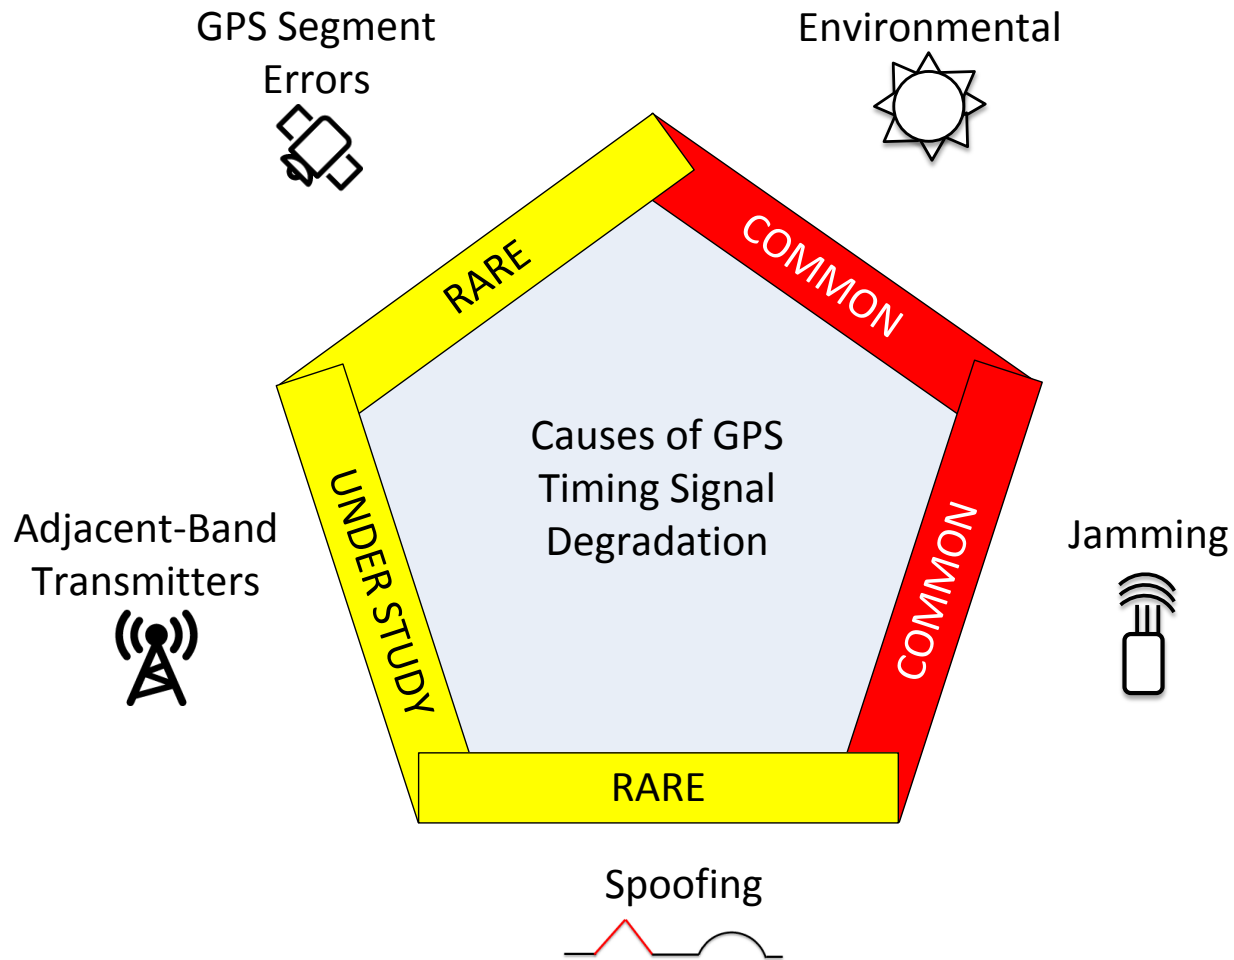 GPS Segment
Errors
Environmental
RARE
COMMON
Causes of GPS
Timing Signal
Degradation
Adjacent-Band
Transmitters
UNDER STUDY
COMMON
Jamming
RARE
Spoofing